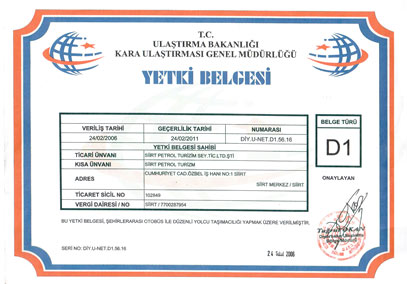 T.C.
ULAŞTIRMA BAKANLIĞI
KARA ULAŞTIRMASI GENEL MÜDÜRLÜĞÜ
YETKİ BELGESİ
VERİLİŞ TARİHİ GEÇERLİLİK TARİHİ NUMARASI
24/02/2006 24/02/2011 DİY.U-NET.D1.56.16
YETKİ BELGESİ SAHİBİ
TİCARİ ÜNVANI SİİRT PETROL TURİZM SEY.TİC.LTD.ŞTİ
KISA ÜNVANI SİİRT PETROL TURİZM
ADRES CUMHURİYET CAD.ÖZBEL İŞ HANI NO:1 SİİRT
SİİRT MERKEZ / SİİRT
TİCARET SİCİL NO
VERGİ DAİRESİ / NO SİİRT / 7700287954
BELGE TÜRÜ
D1
ONAYLAYAN
BU YETKİ BELGESİ, ŞEHİRLERARASI OTOBÜS İLE DÜZENLİ YOLCU TAŞIMACILIĞI YAPMAK ÜZERE VERİLMİŞTİR.
SERİ NO: DİY.U-NET.D1.56.16
24 2006